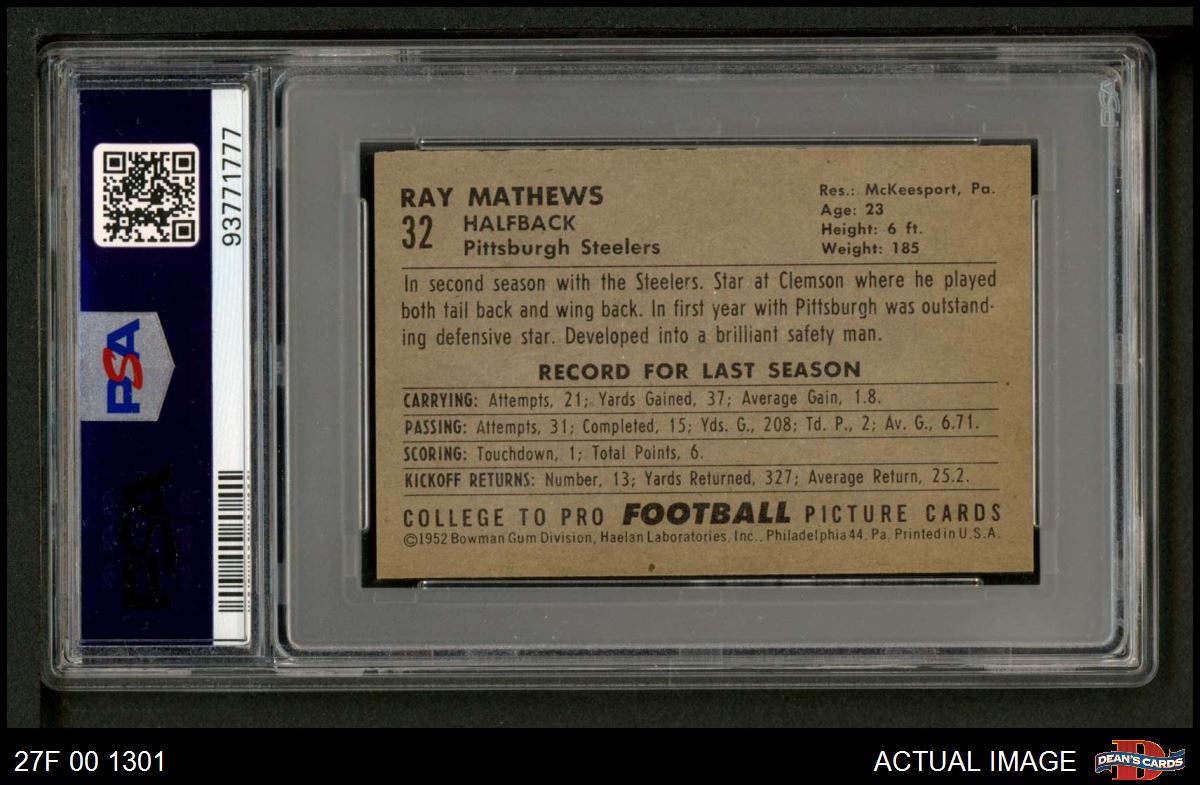 93771777
PSA
PSA
RAY MATHEWS
32
HALFBACK
Pittsburgh Steelers
Res.: McKeesport, Pa.
Age: 23
Height: 6 ft.
Weight: 185
In second season with the Steelers. Star at Clemson where he played
both tail back and wing back. In first year with Pittsburgh was outstand-
ing defensive star. Developed into a brilliant safety man.
RECORD FOR LAST SEASON
CARRYING: Attempts, 21; Yards Gained, 37; Average Gain, 1.8.
PASSING: Attempts, 31; Completed, 15; Yds. G., 208; Td. P., 2; Av. G., 6.71.
SCORING: Touchdown, 1; Total Points, 6.
KICKOFF RETURNS: Number, 13; Yards Returned, 327; Average Return, 25.2.
COLLEGE TO PRO FOOTBALL PICTURE CARDS
©1952 Bowman Gum Division, Haelan Laboratories, Inc., Philadelphia 44, Pa. Printed in U.S.A.
PSA
27F 00 1301
ACTUAL IMAGE
D
DEAN'S CARDS